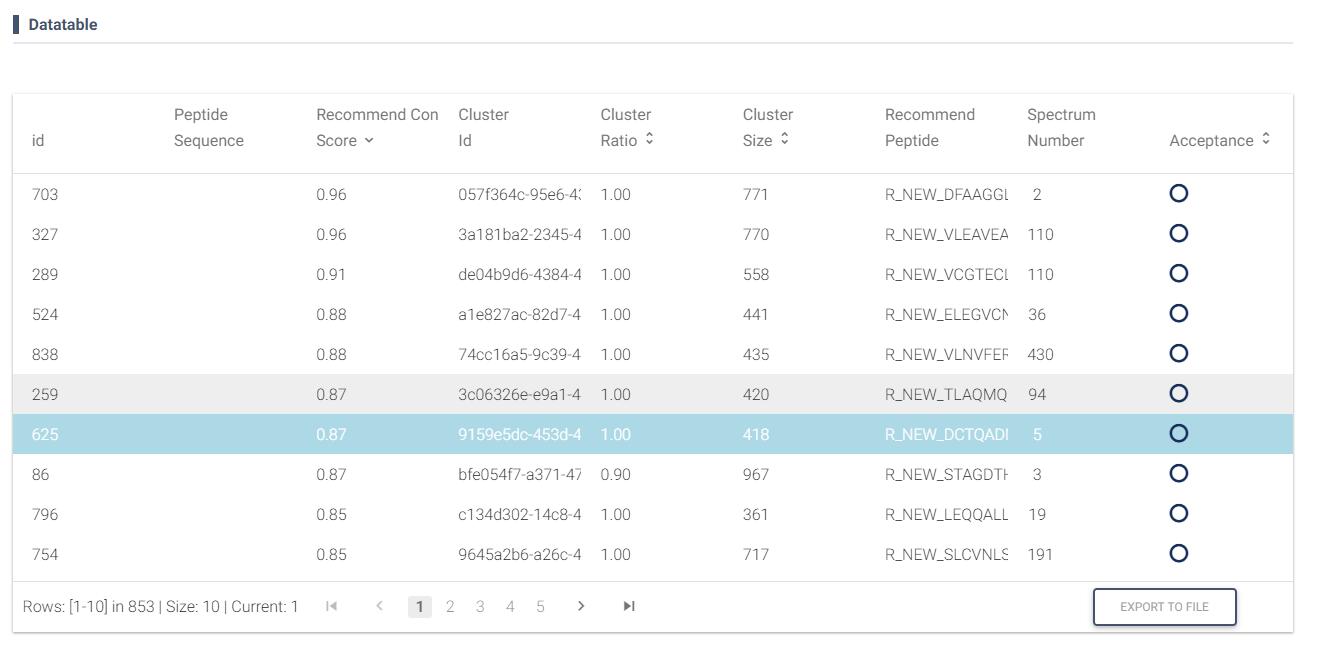 Datatable
Peptide Recommend Con Cluster Cluster Cluster Recommend Spectrum
id Sequence Score Id Ratio Size Peptide Number Acceptance
703 0.96 057f364c-95e6-43 1.00 771 R_NEW_DFAAGGL 2
327 0.96 3a181ba2-2345-4 1.00 770 R_NEW_VLEAVEA 110
289 0.91 de04b9d6-4384-4 1.00 558 R_NEW_VCGTECL 110
524 0.88 a1e827ac-82d7-4 1.00 441 R_NEW_ELEGVCN 36
838 0.88 74cc16a5-9c39-4 1.00 435 R_NEW_VLNVFER 430
259 0.87 3c06326e-e9a1-4 1.00 420 R_NEW_TLAQMQ 94
625 0.87 9159e5dc-453d-4 1.00 418 R_NEW_DCTQADI 5
86 0.87 bfe054f7-a371-47 0.90 967 R_NEW_STAGDTH 3
796 0.85 c134d302-14c8-4 1.00 361 R_NEW_LEQQALL 19
754 0.85 9645a2b6-a26c-4 1.00 717 R_NEW_SLCVNLS 191
Rows: [1-10] in 853 | Size: 10 | Current: 1 1 2 3 4 5 EXPORT TO FILE